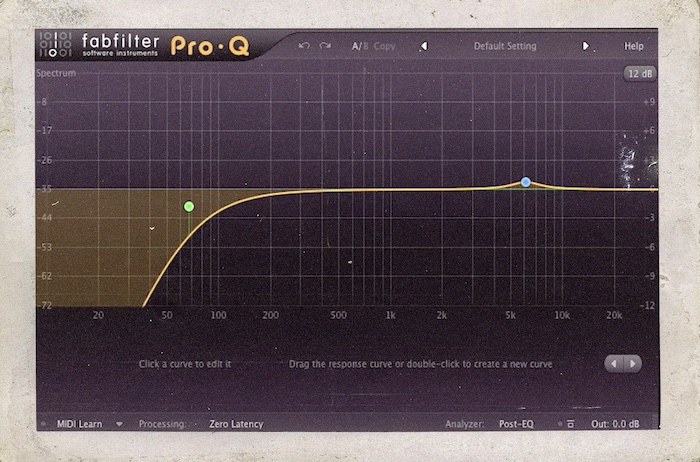 fabfilter
software instruments
Pro·Q
A/B Copy
Default Setting
Help
Spectrum
12 dB
-8
+9
-17
+6
-26
-35
-44
-3
-53
-6
-62
-9
-72
-12
20 50 100 200 500 1k 2k 5k 10k 20k
Click a curve to edit it
Drag the response curve or double-click to create a new curve
MIDI Learn
Processing: Zero Latency
Analyzer: Post-EQ
Out: 0.0 dB